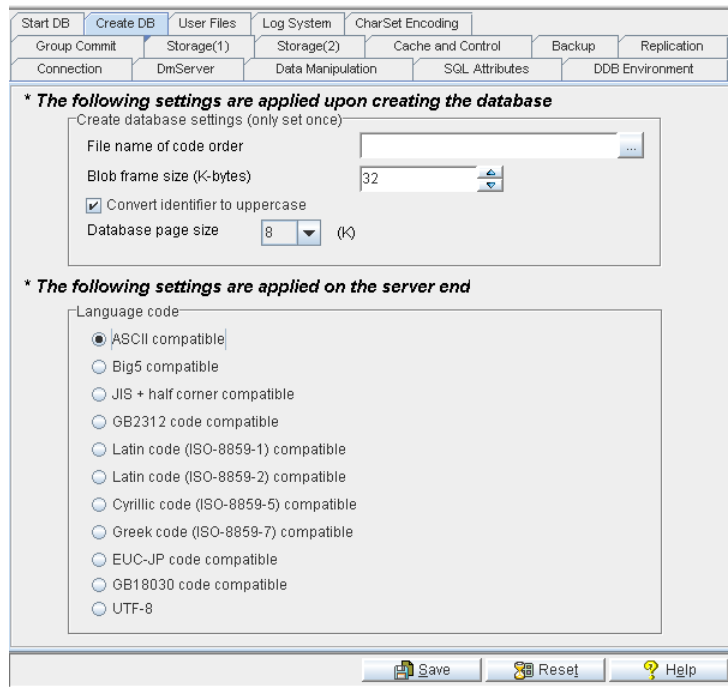 Start DB Create DB User Files Log System CharSet Encoding
Group Commit Storage(1) Storage(2) Cache and Control Backup Replication
Connection DmServer Data Manipulation SQL Attributes DDB Environment
* The following settings are applied upon creating the database
Create database settings (only set once)
File name of code order ...
Blob frame size (K-bytes) 32
Convert identifier to uppercase
Database page size 8 (K)
* The following settings are applied on the server end
Language code
ASCII compatible
Big5 compatible
JIS + half corner compatible
GB2312 code compatible
Latin code (ISO-8859-1) compatible
Latin code (ISO-8859-2) compatible
Cyrillic code (ISO-8859-5) compatible
Greek code (ISO-8859-7) compatible
EUC-JP code compatible
GB18030 code compatible
UTF-8
Save Reset Help